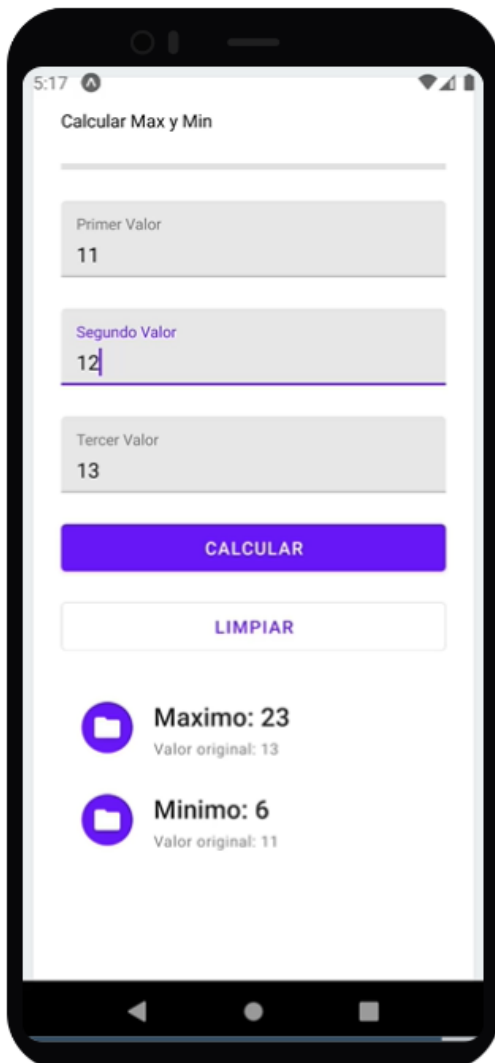 5:17
Calcular Max y Min
Primer Valor
11
Segundo Valor
12
Tercer Valor
13
CALCULAR
LIMPIAR
Maximo: 23
Valor original: 13
Minimo: 6
Valor original: 11